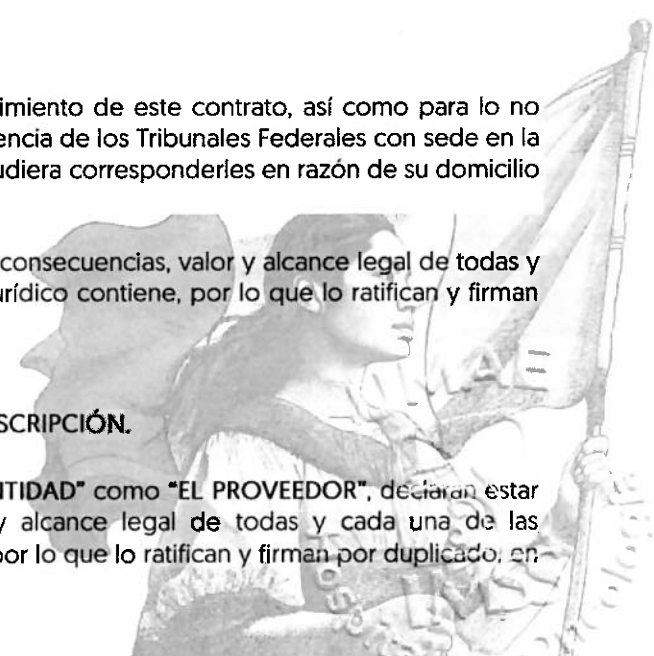 imiento de este contrato, así como para lo no
encia de los Tribunales Federales con sede en la
udiera corresponderles en razón de su domicilio
consecuencias, valor y alcance legal de todas y
urídico contiene, por lo que lo ratifican y firman
SCRIPCIÓN.
ITIDAD" como "EL PROVEEDOR", declaran estar
y alcance legal de todas y cada una de las
por lo que lo ratifican y firman por duplicado, en